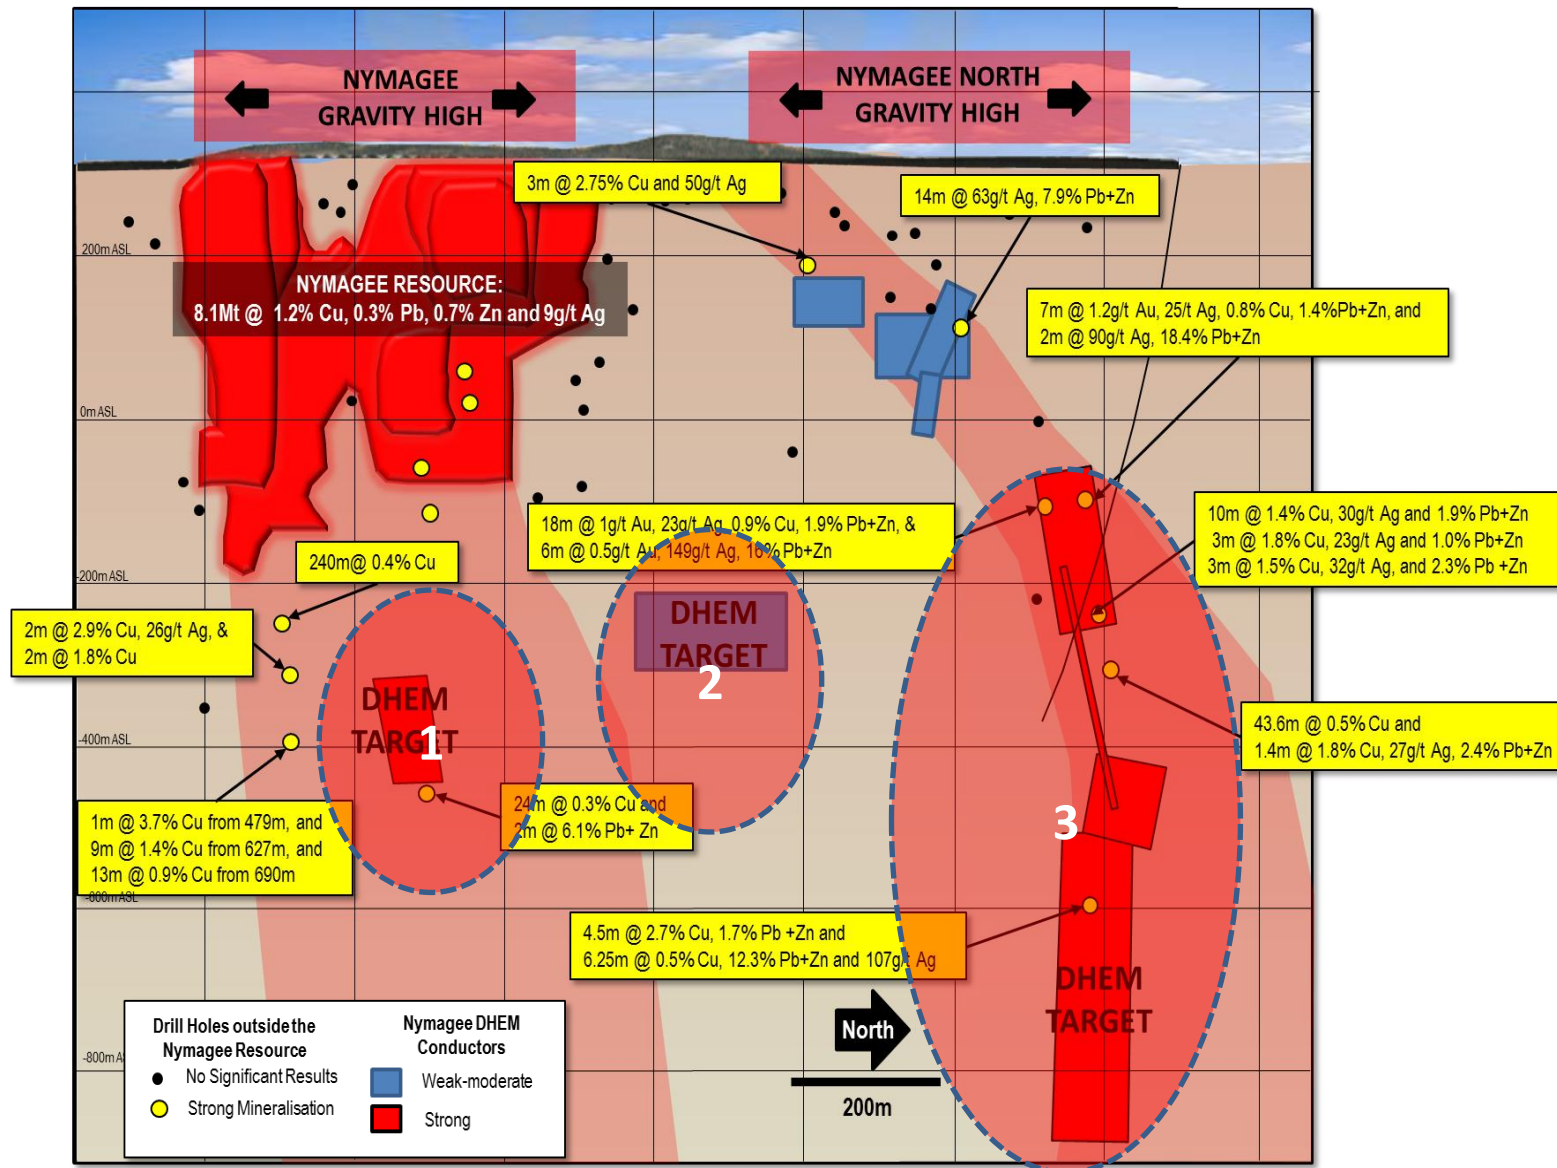 NYMAGEE
GRAVITY HIGH
NYMAGEE NORTH
GRAVITY HIGH
3m @ 2.75% Cu and 50g/t Ag
14m @ 63g/t Ag, 7.9% Pb+Zn
200m ASL
NYMAGEE RESOURCE:
8.1Mt @ 1.2% Cu, 0.3% Pb, 0.7% Zn and 9g/t Ag
7m @ 1.2g/t Au, 25/t Ag, 0.8% Cu, 1.4%Pb+Zn, and
2m @ 90g/t Ag, 18.4% Pb+Zn
0m ASL
18m @ 1g/t Au, 23g/t Ag, 0.9% Cu, 1.9% Pb+Zn, &
6m @ 0.5g/t Au, 149g/t Ag, 16% Pb+Zn
10m @ 1.4% Cu, 30g/t Ag and 1.9% Pb+Zn
3m @ 1.8% Cu, 23g/t Ag and 1.0% Pb+Zn
3m @ 1.5% Cu, 32g/t Ag, and 2.3% Pb +Zn
240m@ 0.4% Cu
-200m ASL
2m @ 2.9% Cu, 26g/t Ag, &
2m @ 1.8% Cu
DHEM
TARGET
1
DHEM
TARGET
2
43.6m @ 0.5% Cu and
1.4m @ 1.8% Cu, 27g/t Ag, 2.4% Pb+Zn
-400m ASL
1m @ 3.7% Cu from 479m, and
9m @ 1.4% Cu from 627m, and
13m @ 0.9% Cu from 690m
24m @ 0.3% Cu and
2m @ 6.1% Pb+ Zn
3
-600m ASL
4.5m @ 2.7% Cu, 1.7% Pb +Zn and
6.25m @ 0.5% Cu, 12.3% Pb+Zn and 107g/t Ag
DHEM
TARGET
-800m AS
Drill Holes outside the
Nymagee Resource
No Significant Results
Strong Mineralisation
Nymagee DHEM
Conductors
Weak-moderate
Strong
North
200m